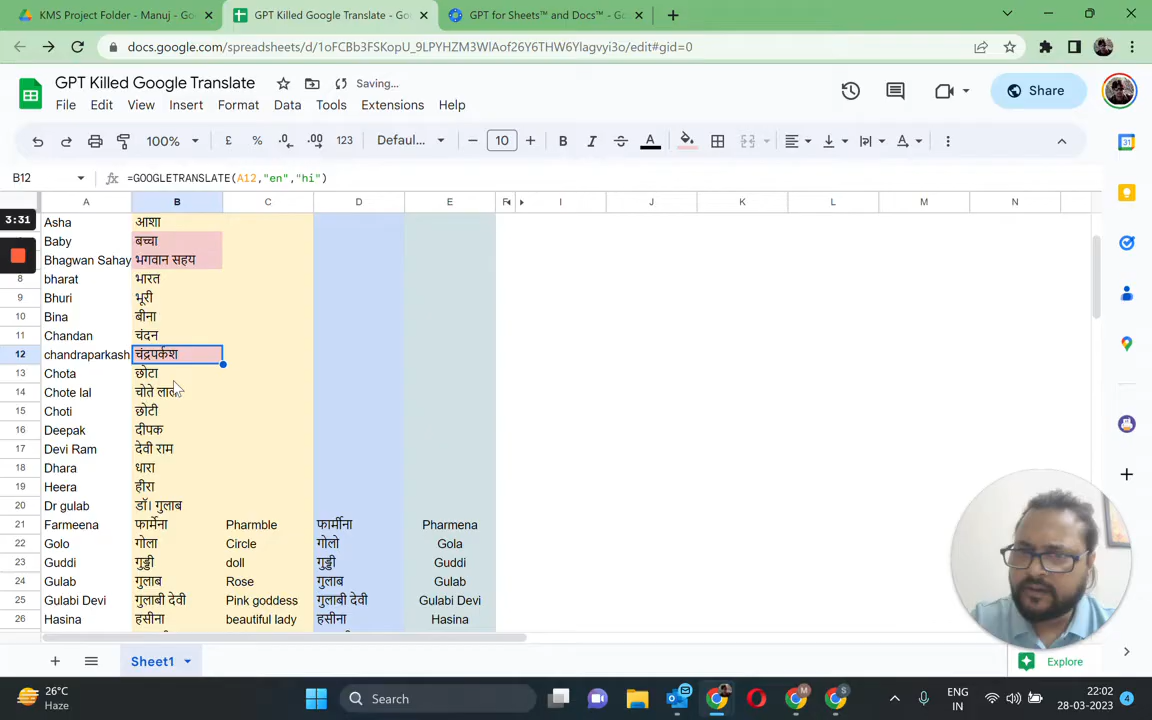 KMS Project Folder - Manuj - Go
GPT Killed Google Translate - Go
GPT for Sheets™ and Docs™ - Go
docs.google.com/spreadsheets/d/1oFCBb3FSKopU_9LPYHZM3WlAof26Y6THW6Ylagvyi3o/edit#gid=0
GPT Killed Google Translate
Saving...
File Edit View Insert Format Data Tools Extensions Help
Share
100% £ % .0 .00 123 Defaul... 10 B I A
B12 fx =GOOGLETRANSLATE(A12,"en","hi")
A B C D E F I J K L M N
3:31
Asha आशा
Baby बच्चा
Bhagwan Sahay भगवान सहय
8 bharat भारत
9 Bhuri भूरी
10 Bina बीना
11 Chandan चंदन
12 chandraparkash चंद्रपर्कश
13 Chota छोटा
14 Chote lal चोते लाल
15 Choti छोटी
16 Deepak दीपक
17 Devi Ram देवी राम
18 Dhara धारा
19 Heera हीरा
20 Dr gulab डॉ। गुलाब
21 Farmeena फार्मेना Pharmble फार्मीना Pharmena
22 Golo गोला Circle गोलो Gola
23 Guddi गुड्डी doll गुड्डी Guddi
24 Gulab गुलाब Rose गुलाब Gulab
25 Gulabi Devi गुलाबी देवी Pink goddess गुलाबी देवी Gulabi Devi
26 Hasina हसीना beautiful lady हसीना Hasina
Sheet1
Explore
26°C
Haze
Search
ENG
IN
22:02
28-03-2023
4